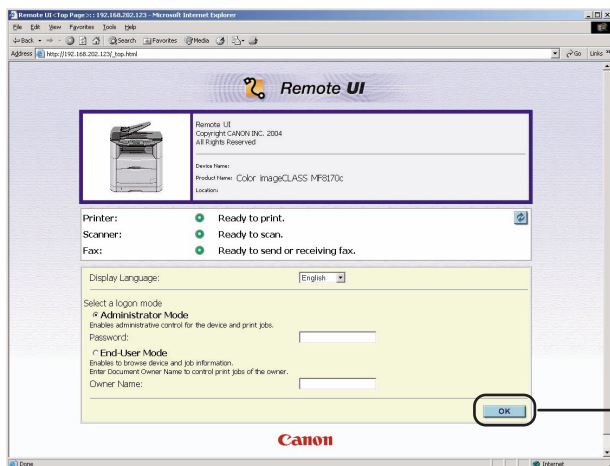 Remote UI <Top Page> : : 192.168.202.123 - Microsoft Internet Explorer
File Edit View Favorites Tools Help
Back Search Favorites Media
Address http://192.168.202.123/_top.html Go Links
Remote UI
Remote UI
Copyright CANON INC. 2004
All Rights Reserved
Device Name:
Product Name: Color imageCLASS MF8170c
Location:
Printer: Ready to print.
Scanner: Ready to scan.
Fax: Ready to send or receiving fax.
Display Language: English
Select a logon mode
Administrator Mode
Enables administrative control for the device and print jobs.
Password:
End-User Mode
Enables to browse device and job information.
Enter Document Owner Name to control print jobs of the owner.
Owner Name:
OK
Canon
Done Internet